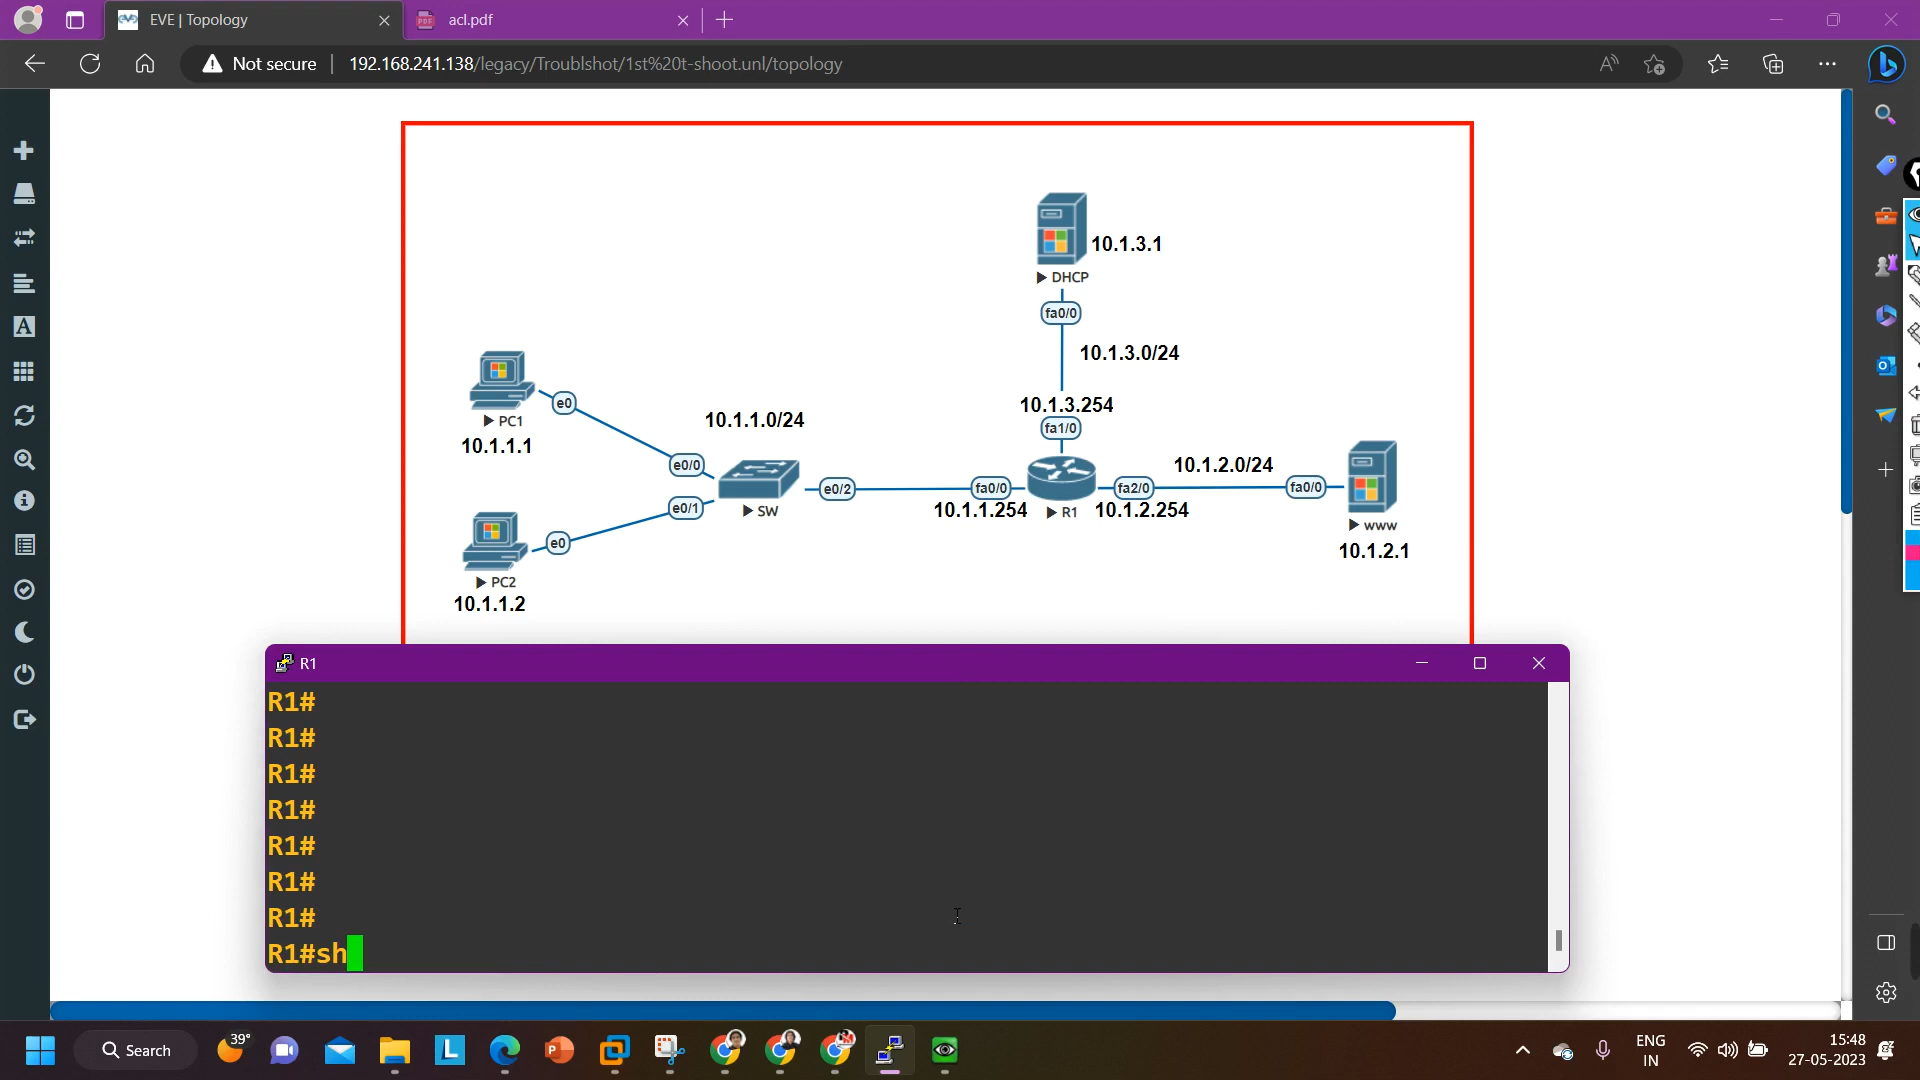 EVE | Topology
acl.pdf
Not secure
192.168.241.138/legacy/Troublshot/1st%20t-shoot.unl/topology
10.1.3.1
DHCP
fa0/0
10.1.3.0/24
10.1.3.254
fa1/0
PC1
10.1.1.1
e0
10.1.1.0/24
e0/0
e0/1
SW
e0/2
fa0/0
10.1.1.254
R1
fa2/0
10.1.2.254
10.1.2.0/24
fa0/0
www
10.1.2.1
e0
PC2
10.1.1.2
R1
R1#
R1#
R1#
R1#
R1#
R1#
R1#
R1#sh
Search
39°
ENG
IN
15:48
27-05-2023